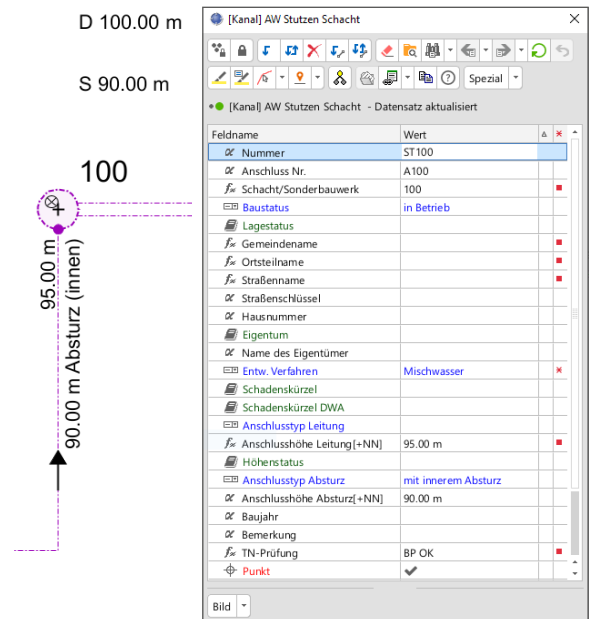 D 100.00 m
S 90.00 m
100
95.00 m
90.00 m Absturz (innen)
[Kanal] AW Stutzen Schacht
Spezial
[Kanal] AW Stutzen Schacht - Datensatz aktualisiert
Feldname Wert
Nummer ST100
Anschluss Nr. A100
Schacht/Sonderbauwerk 100
Baustatus in Betrieb
Lagestatus
Gemeindename
Ortsteilname
Straßenname
Straßenschlüssel
Hausnummer
Eigentum
Name des Eigentümer
Entw. Verfahren Mischwasser
Schadenskürzel
Schadenskürzel DWA
Anschlusstyp Leitung
Anschlusshöhe Leitung[+NN] 95.00 m
Höhenstatus
Anschlusstyp Absturz mit innerem Absturz
Anschlusshöhe Absturz[+NN] 90.00 m
Baujahr
Bemerkung
TN-Prüfung BP OK
Punkt
Bild